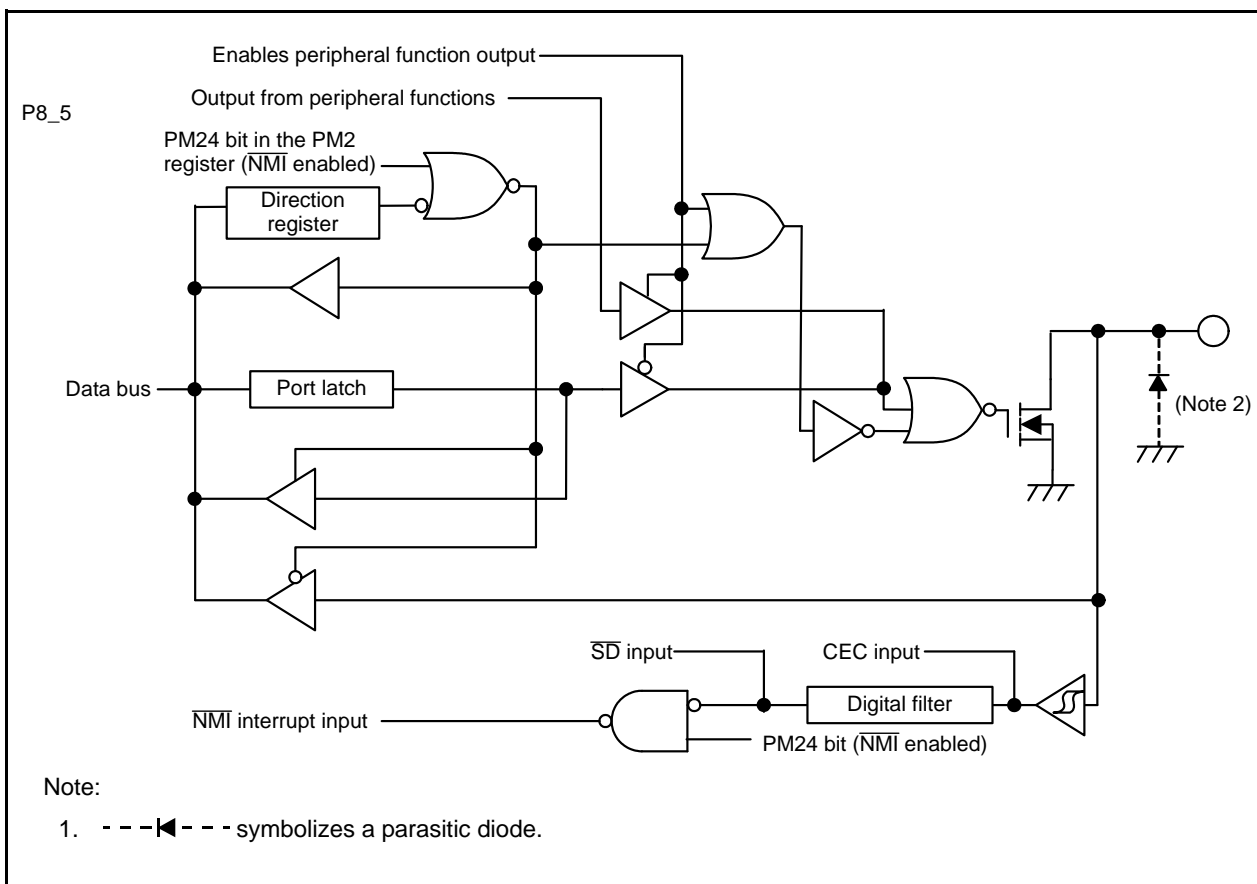 Enables peripheral function output
Output from peripheral functions
P8_5
PM24 bit in the PM2
register (NMI enabled)
Direction
register
Data bus
Port latch
(Note 2)
SD input
CEC input
NMI interrupt input
Digital filter
PM24 bit (NMI enabled)
Note:
1. symbolizes a parasitic diode.